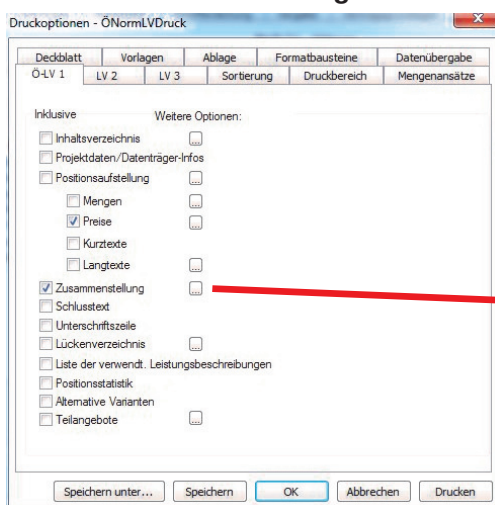 Druckoptionen - ÖNormLVDruck
Deckblatt Vorlagen Ablage Formatbausteine Datenübergabe
Ö-LV 1 LV 2 LV 3 Sortierung Druckbereich Mengenansätze
Inklusive Weitere Optionen:
Inhaltsverzeichnis ...
Projektdaten/Datenträger-Infos
Positionsaufstellung ...
Mengen ...
Preise ...
Kurztexte
Langtexte ...
Zusammenstellung ...
Schlusstext
Unterschriftszeile
Lückenverzeichnis ...
Liste der verwendt. Leistungsbeschreibungen
Positionsstatistik
Alternative Varianten
Teilangebote ...
Speichern unter... Speichern OK Abbrechen Drucken